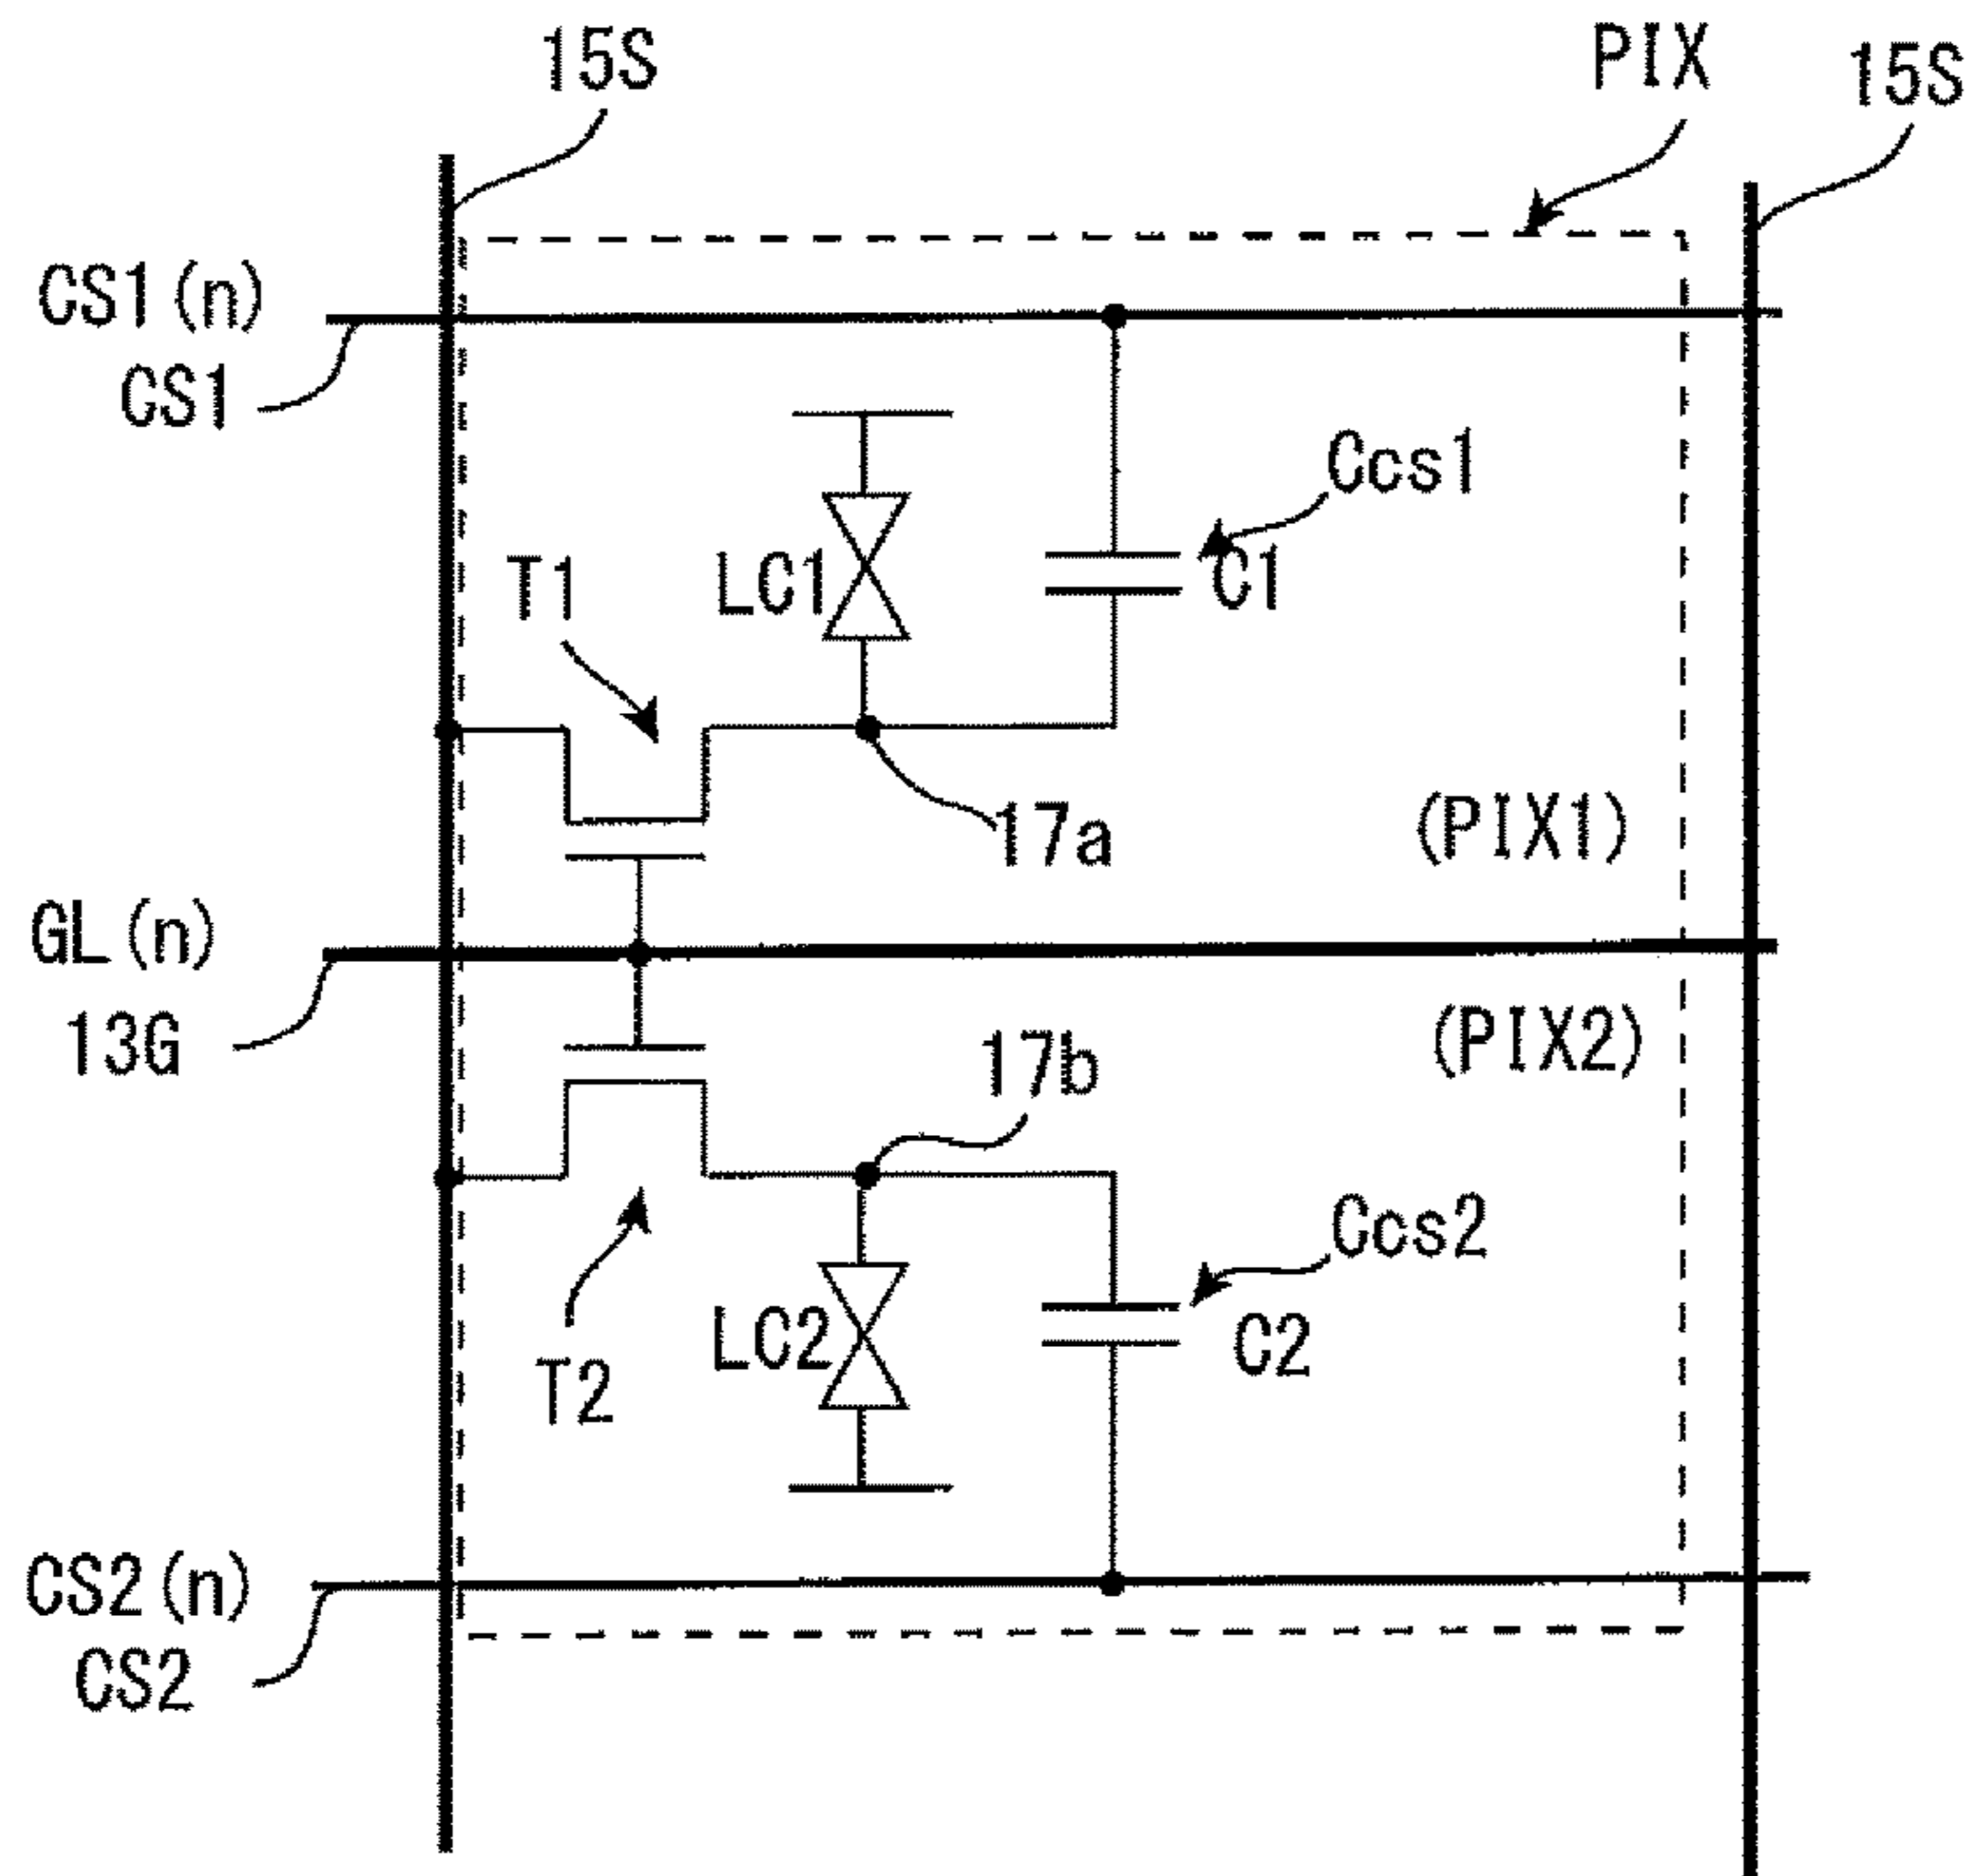 15S
PIX
15S
CS1(n)
CS1
Ccs1
T1
LC1
C1
17a
(PIX1)
GL(n)
13G
(PIX2)
17b
Ccs2
LC2
C2
T2
CS2(n)
CS2